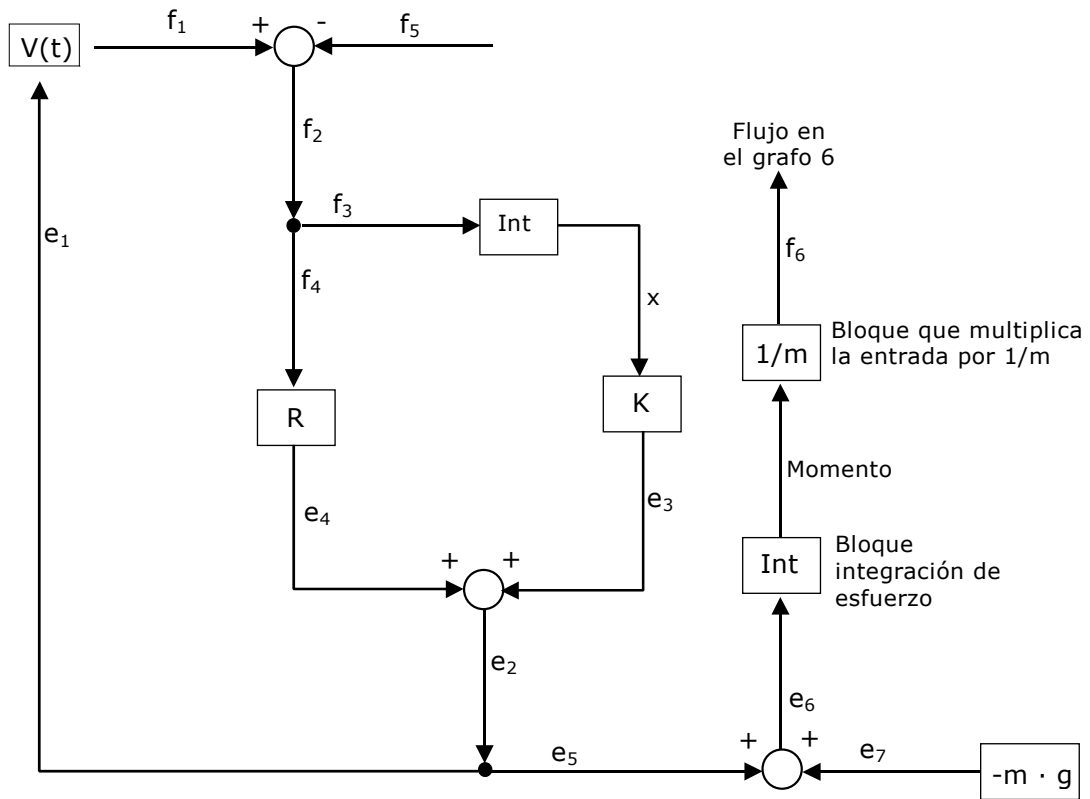 f₁
+
-
f₅
V(t)
f₂
Flujo en
el grafo 6
f₃
Int
e₁
f₄
f₆
x
1/m
Bloque que multiplica
la entrada por 1/m
R
K
Momento
e₄
e₃
+
+
Int
Bloque
integración de
esfuerzo
e₂
e₆
+
+
e₅
e₇
-m · g